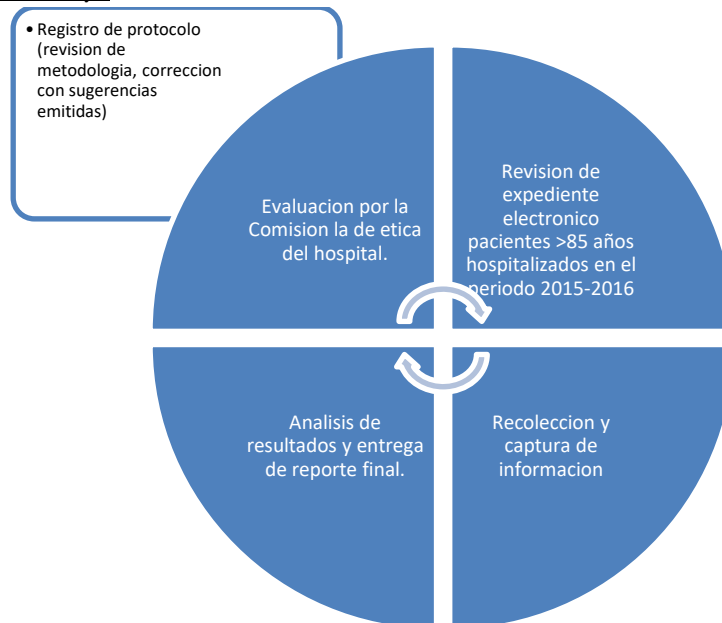 • Registro de protocolo
(revision de
metodologia, correccion
con sugerencias
emitidas)
Evaluacion por la
Comision la de etica
del hospital.
Revision de
expediente
electronico
pacientes >85 años
hospitalizados en el
periodo 2015-2016
Analisis de
resultados y entrega
de reporte final.
Recoleccion y
captura de
informacion